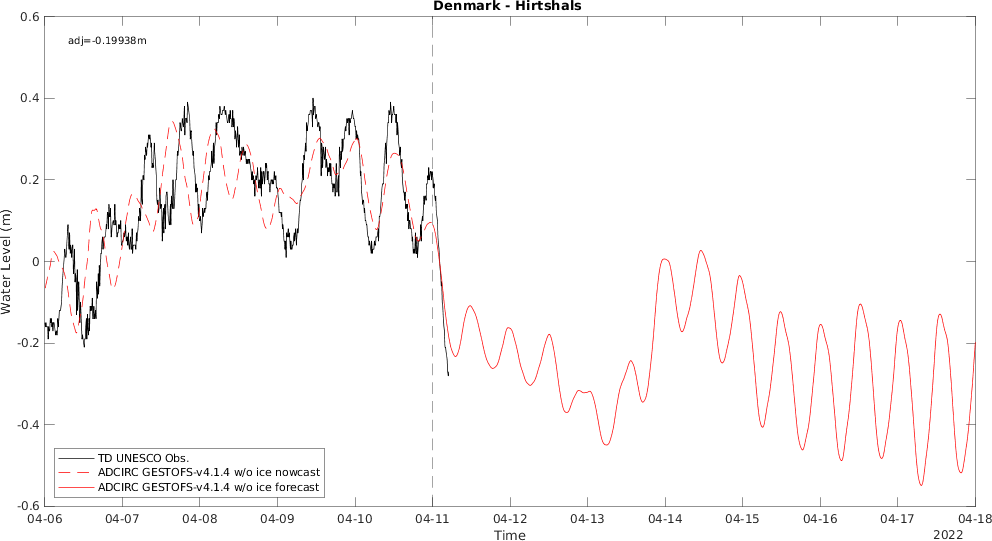 Denmark - Hirtshals
adj=-0.19938m
0.6
0.4
0.2
0
-0.2
-0.4
-0.6
Water Level (m)
TD UNESCO Obs.
ADCIRC GESTOFS-v4.1.4 w/o ice nowcast
ADCIRC GESTOFS-v4.1.4 w/o ice forecast
04-06 04-07 04-08 04-09 04-10 04-11 04-12 04-13 04-14 04-15 04-16 04-17 04-18
Time
2022